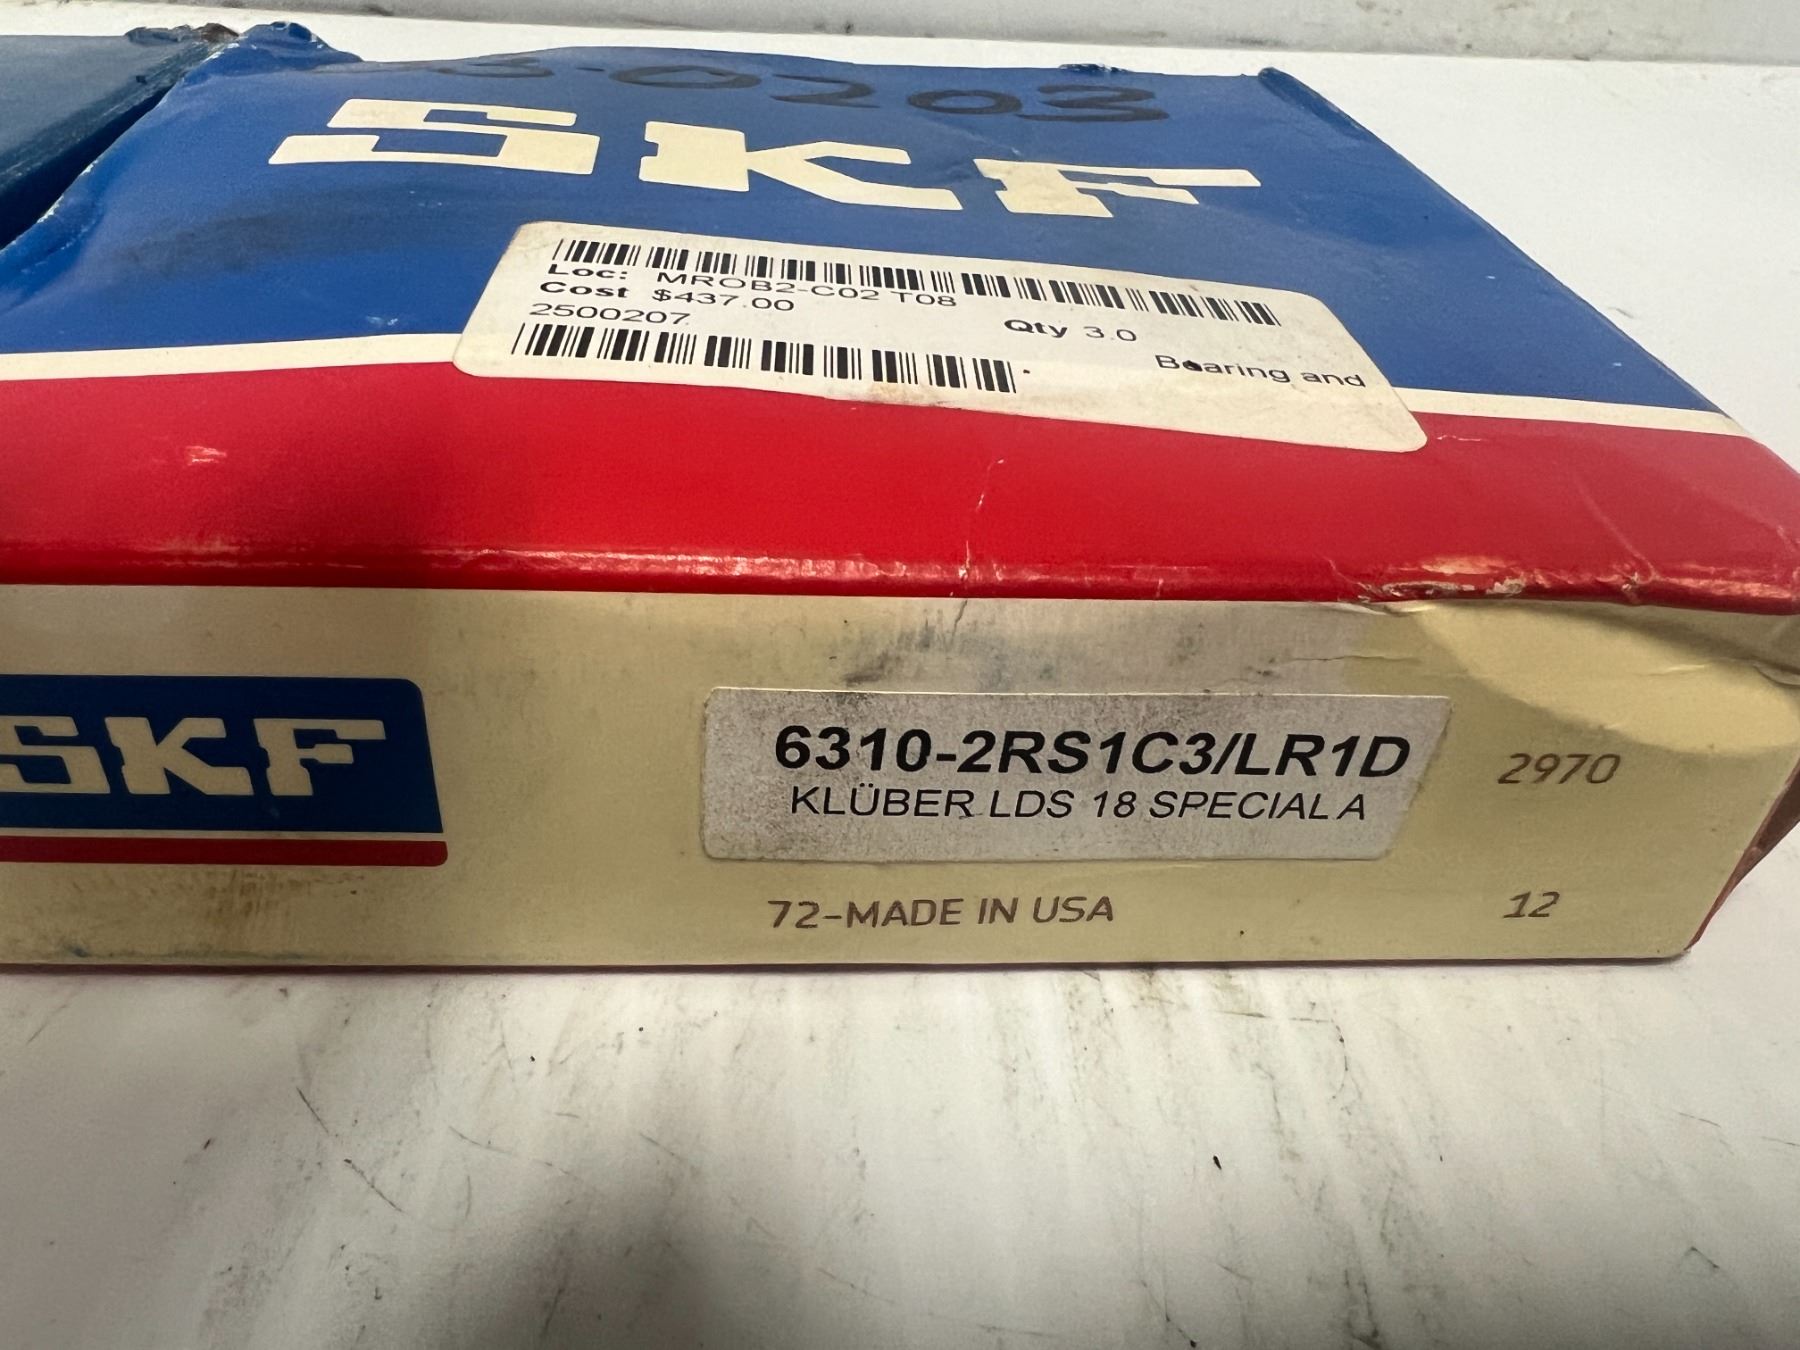 3-0203
SKF
Loc: MROB2-C02 T08
Cost $437.00
Qty 3.0
2500207
Bearing and
SKF
6310-2RS1C3/LR1D
KLÜBER LDS 18 SPECIAL A
2970
72-MADE IN USA
12